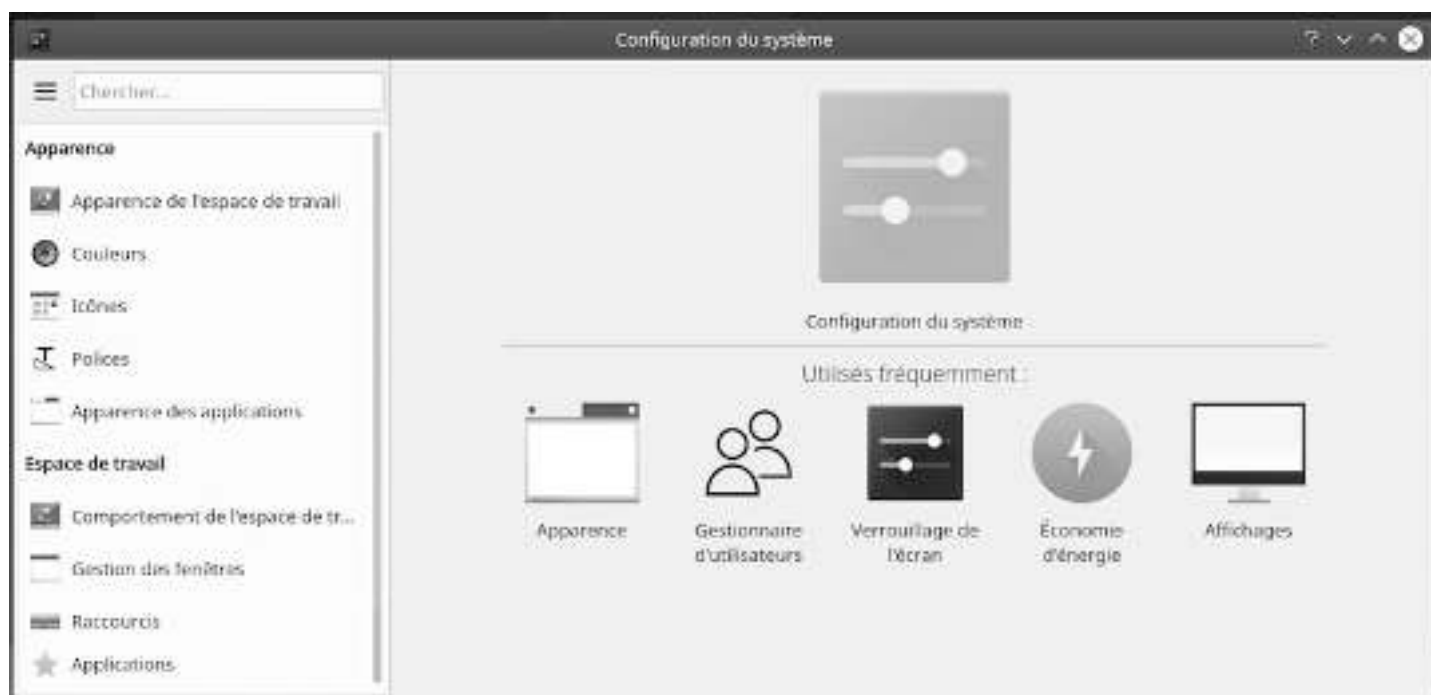 Configuration du système
Chercher...
Apparence
Apparence de l'espace de travail
Couleurs
Icônes
Polices
Apparence des applications
Espace de travail
Comportement de l'espace de tr...
Gestion des fenêtres
Raccourcis
Applications
Configuration du système
Utilisés fréquemment :
Apparence
Gestionnaire
d'utilisateurs
Verrouillage de
l'écran
Économie
d'énergie
Affichages